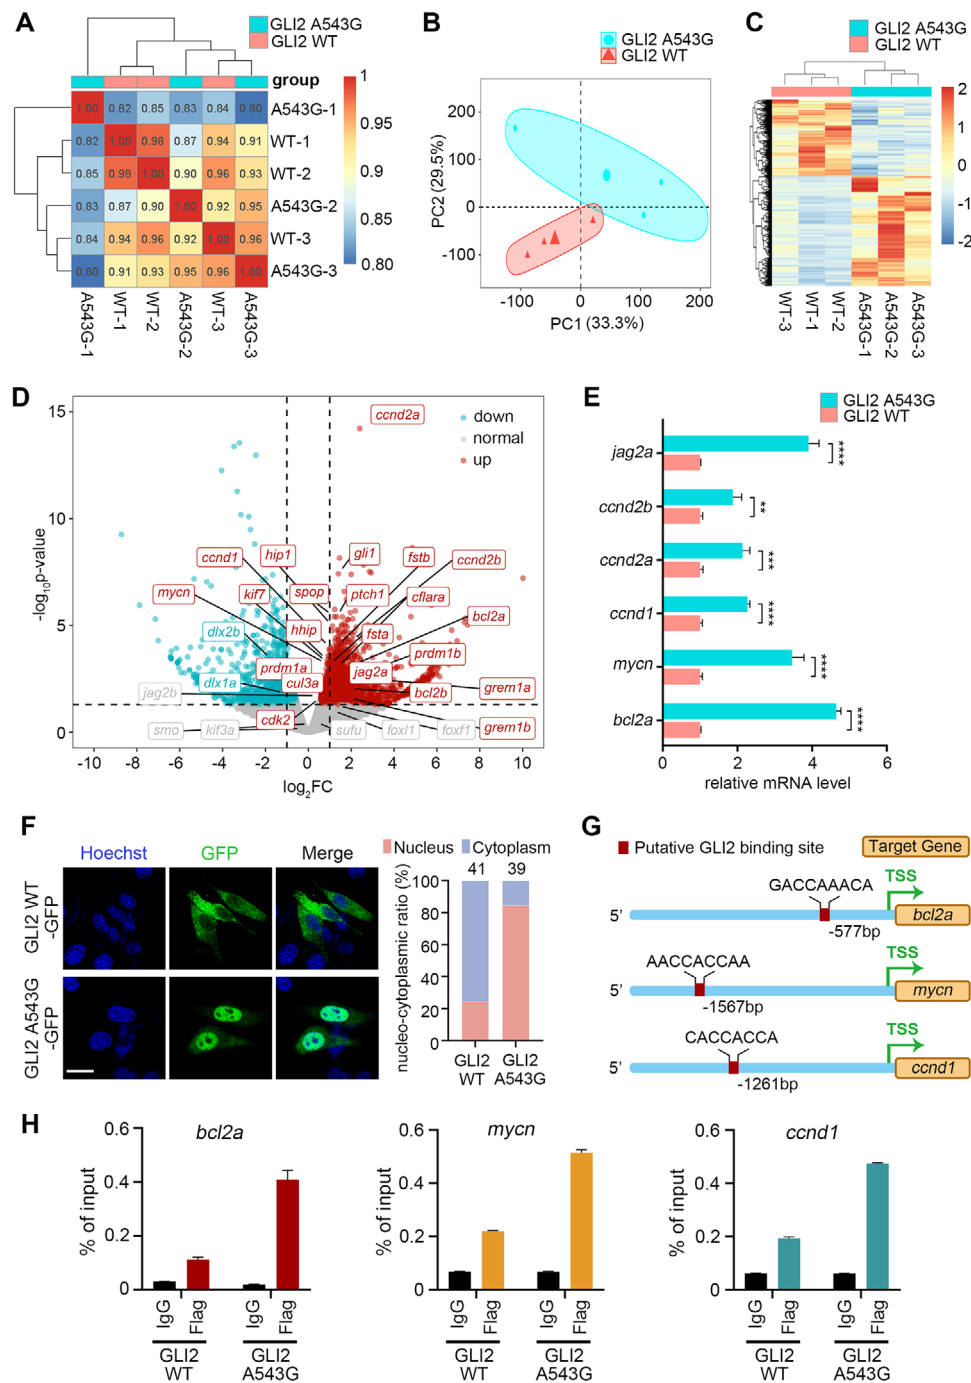 A
GLI2 A543G
GLI2 WT
group
1
0.95
0.90
0.85
0.80
1.00 0.82 0.85 0.83 0.84 0.80 A543G-1
0.82 1.00 0.98 0.87 0.94 0.91 WT-1
0.85 0.98 1.00 0.90 0.96 0.93 WT-2
0.83 0.87 0.90 1.00 0.92 0.95 A543G-2
0.84 0.94 0.96 0.92 1.00 0.96 WT-3
0.80 0.91 0.93 0.95 0.96 1.00 A543G-3
A543G-1 WT-1 WT-2 A543G-2 WT-3 A543G-3
B
GLI2 A543G
GLI2 WT
PC2 (29.5%)
200
100
0
-100
-100 0 100 200
PC1 (33.3%)
C
GLI2 A543G
GLI2 WT
2
1
0
-1
-2
WT-3 WT-1 WT-2 A543G-1 A543G-2 A543G-3
D
-log10p-value
15
10
5
0
down
normal
up
ccnd2a
ccnd1 hip1 gli1 fstb ccnd2b
mycn kif7 spop ptch1 cflara
dlx2b hhip fsta bcl2a
prdm1a jag2a prdm1b
dlx1a cul3a grem1a
jag2b bcl2b
cdk2 grem1b
smo kif3a sufu foxl1 foxf1
-10 -8 -6 -4 -2 0 2 4 6 8 10
log2FC
E
GLI2 A543G
GLI2 WT
jag2a ****
ccnd2b **
ccnd2a ***
ccnd1 ****
mycn ****
bcl2a ****
0 2 4 6
relative mRNA level
F
Hoechst GFP Merge
GLI2 WT
-GFP
GLI2 A543G
-GFP
Nucleus Cytoplasm
41 39
nucleo-cytoplasmic ratio (%)
100
80
60
40
20
0
GLI2 WT
GLI2 A543G
G
Putative GLI2 binding site
Target Gene
GACCAAACA
TSS
5'
bcl2a
-577bp
AACCACCAA
TSS
5'
mycn
-1567bp
CACCACCA
TSS
5'
ccnd1
-1261bp
H
bcl2a
% of input
0.6
0.4
0.2
0
IgG Flag IgG Flag
GLI2 WT
GLI2 A543G
mycn
% of input
0.6
0.4
0.2
0
IgG Flag IgG Flag
GLI2 WT
GLI2 A543G
ccnd1
% of input
0.6
0.4
0.2
0
IgG Flag IgG Flag
GLI2 WT
GLI2 A543G